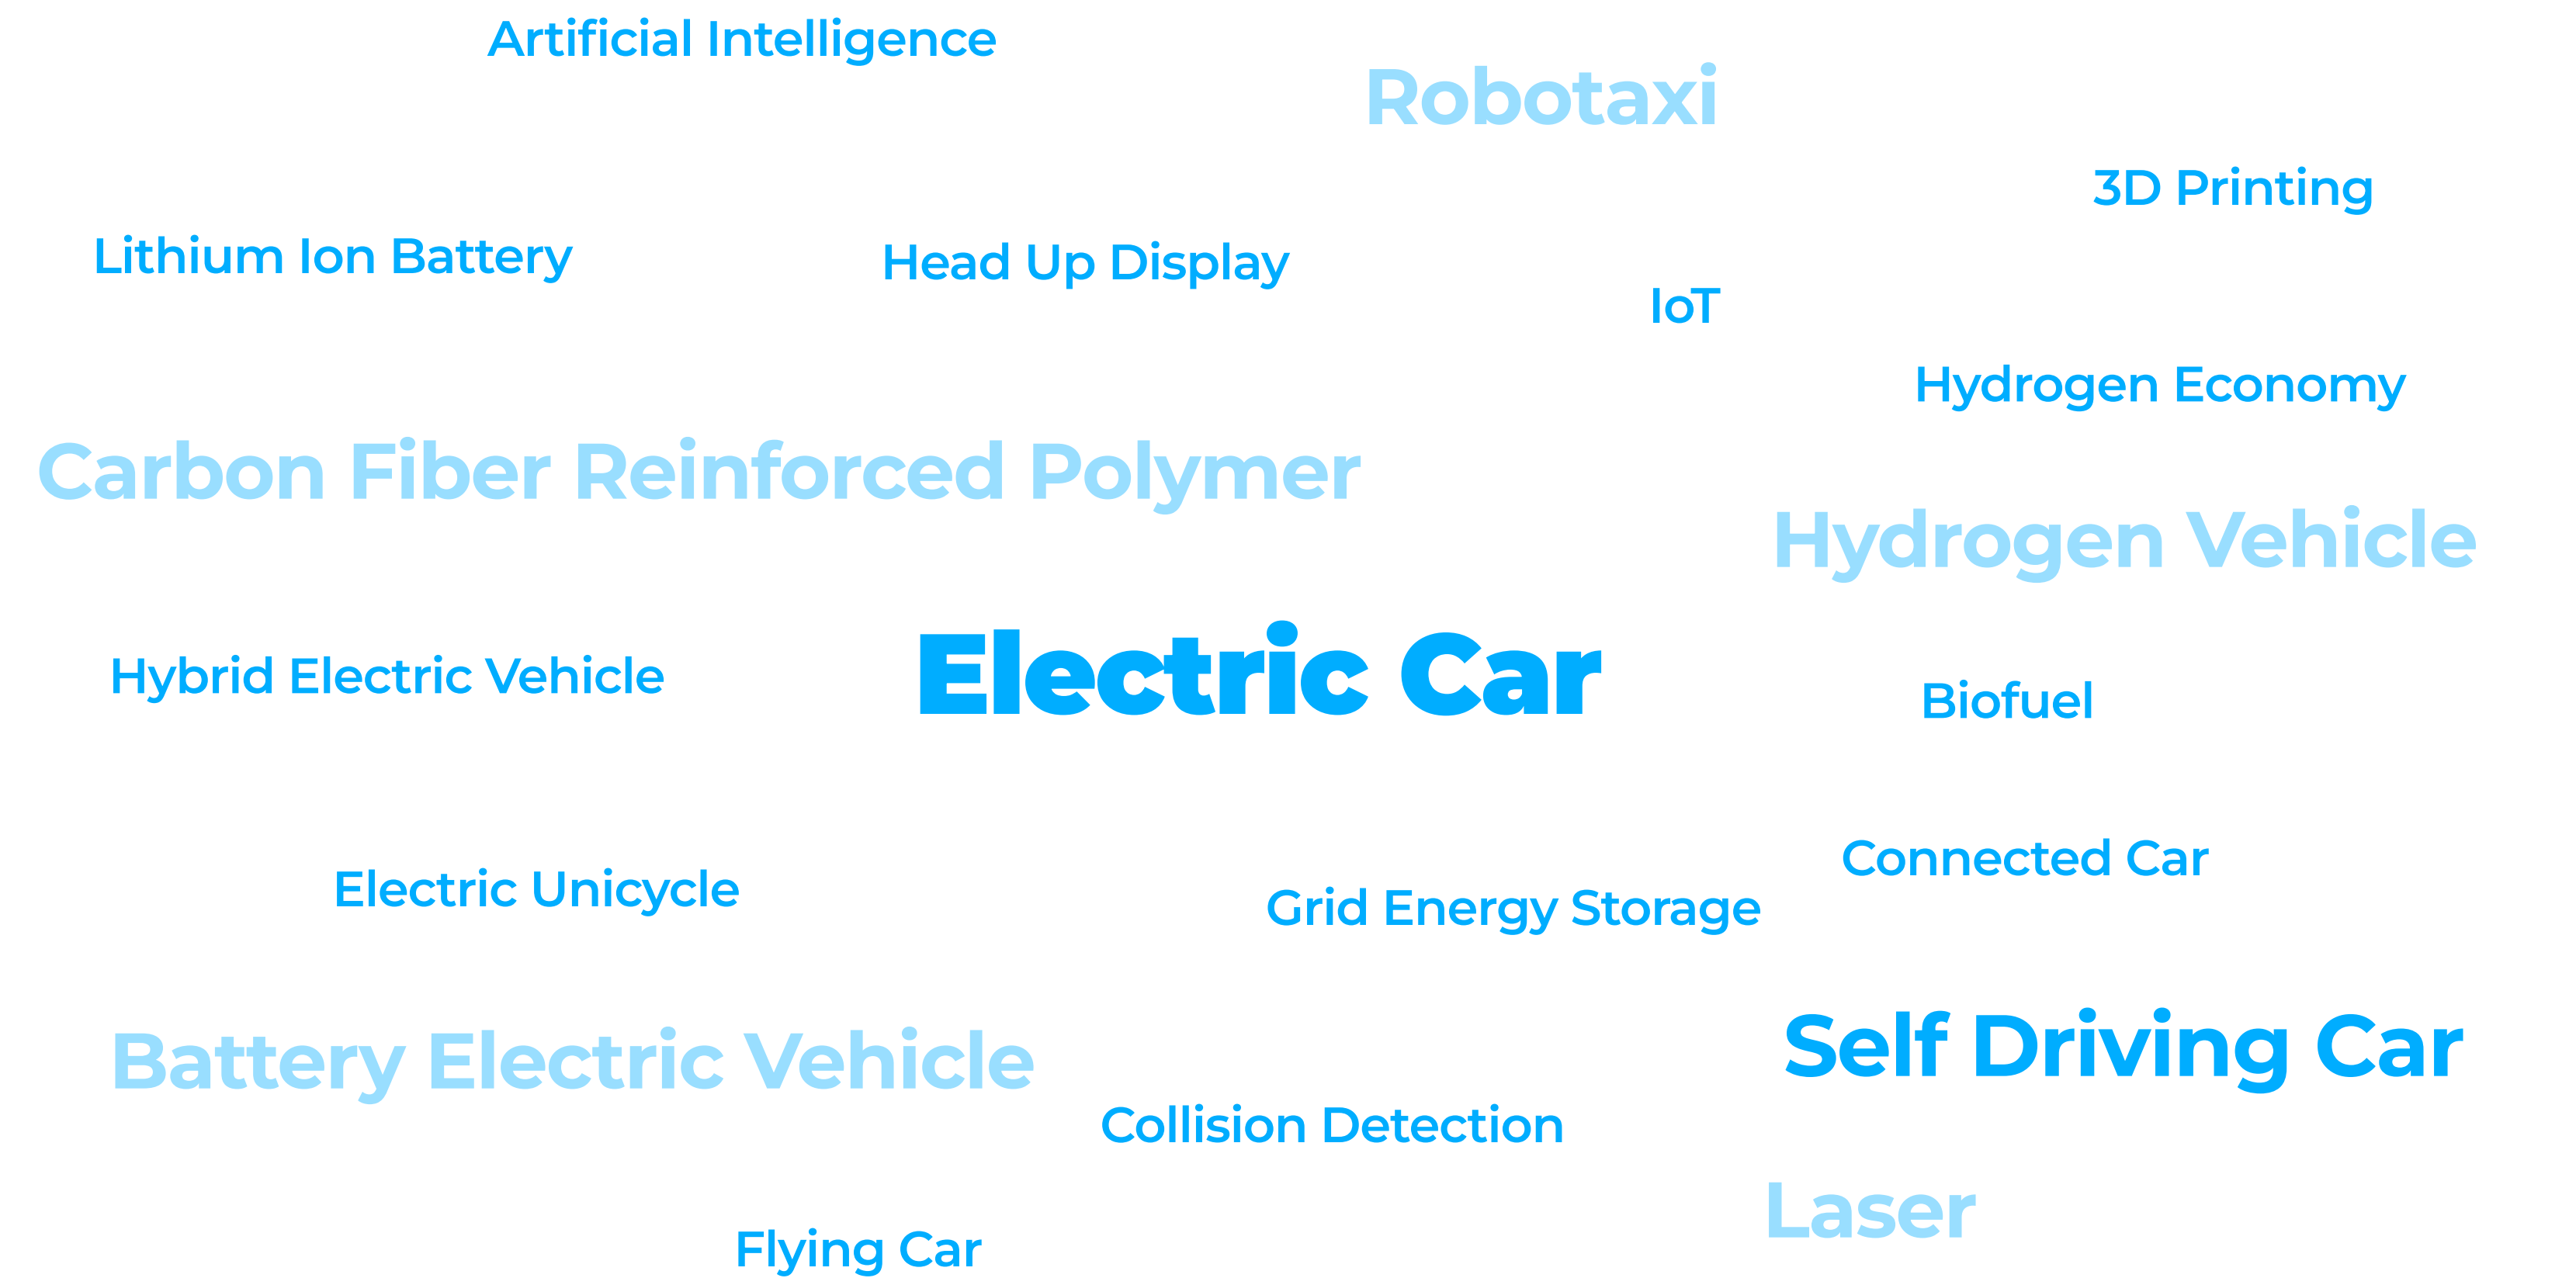 Artificial Intelligence
Robotaxi
3D Printing
Lithium Ion Battery
Head Up Display
IoT
Hydrogen Economy
Carbon Fiber Reinforced Polymer
Hydrogen Vehicle
Hybrid Electric Vehicle
Electric Car
Biofuel
Connected Car
Electric Unicycle
Grid Energy Storage
Self Driving Car
Battery Electric Vehicle
Collision Detection
Laser
Flying Car